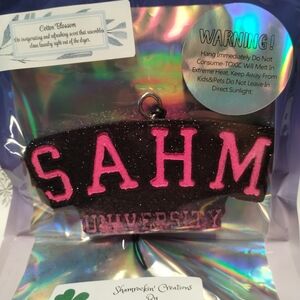 Cotton Blossom
An invigorating and refreshing scent that resembles
clean laundry right out of the dryer.
WARNING!
Hang Immediately Do Not
Consume-TOXIC Will Melt In
Extreme Heat. Keep Away From
Kids&Pets Do Not Leave In
Direct Sunlight.
SAHM
UNIVERSITY
Shamrockin' Creations